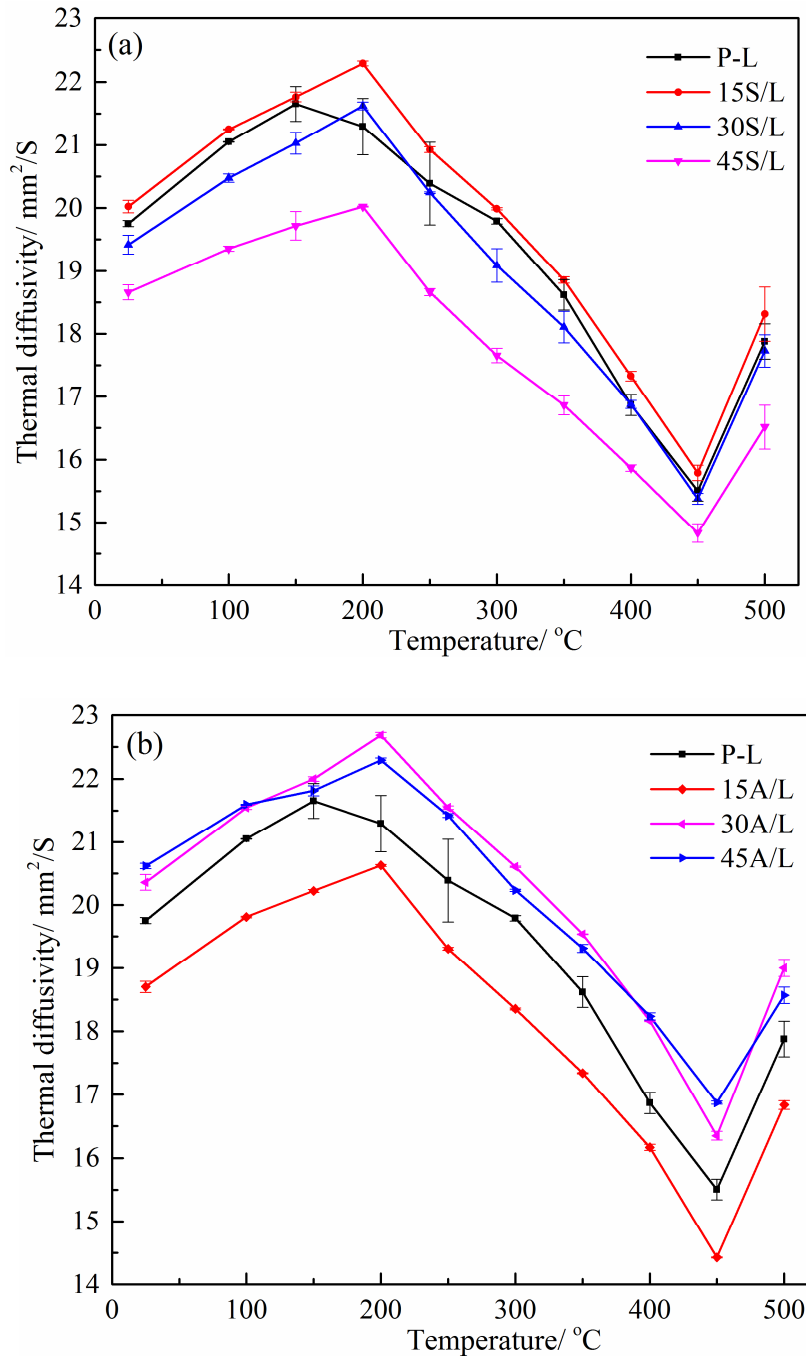 (a)
P-L
15S/L
30S/L
45S/L
Thermal diffusivity/ mm²/S
23
22
21
20
19
18
17
16
15
14
0 100 200 300 400 500
Temperature/ °C
(b)
P-L
15A/L
30A/L
45A/L
Thermal diffusivity/ mm²/S
23
22
21
20
19
18
17
16
15
14
0 100 200 300 400 500
Temperature/ °C